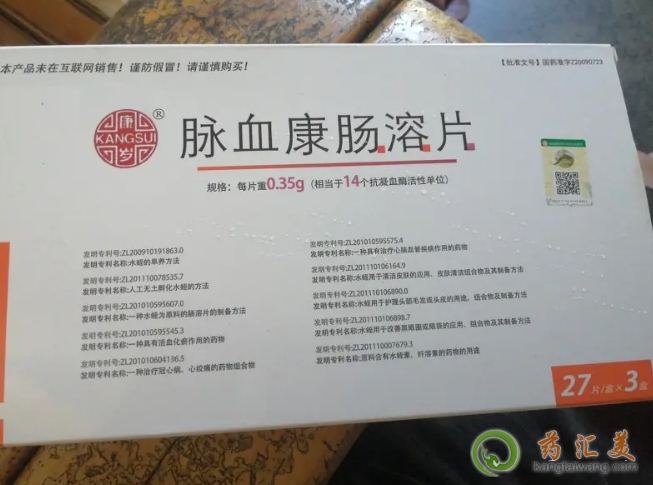 本产品未在互联网销售！谨防假冒！请谨慎购买！
【批准文号】国药准字Z20090723
康
KANGSUI
岁
®
脉血康肠溶片
规格：每片重0.35g（相当于14个抗凝血酶活性单位）
发明专利号:ZL200910191863.0
发明专利名称:水蛭的旱养方法
发明专利号:ZL201110078535.7
发明专利名称:人工无土孵化水蛭的方法
发明专利号:ZL201010595607.0
发明专利名称:一种水蛭为原料的肠溶片的制备方法
发明专利号:ZL201010595545.3
发明专利名称:一种具有活血化瘀作用的药物
发明专利号:ZL201010604136.5
发明专利名称:一种治疗冠心病、心绞痛的药物组合物
发明专利号:ZL201010595575.4
发明专利名称:一种具有治疗心脑血管疾病作用的药物
发明专利号:ZL201110106164.9
发明专利名称:水蛭用于清洁皮肤的应用、皮肤清洁组合物及其制备方法
发明专利号:ZL201110106890.0
发明专利名称:水蛭用于护理头部毛发或头皮的用途、组合物及制备方法
发明专利号:ZL201110106898.7
发明专利名称:水蛭用于改善黑眼圈或眼袋的应用、组合物及其制备方法
发明专利号:ZL201110007679.3
发明专利名称:原料含有水蛭素、纤溶素的药物的用途
27片/盒×3盒
药汇美
kangtaiwang.com